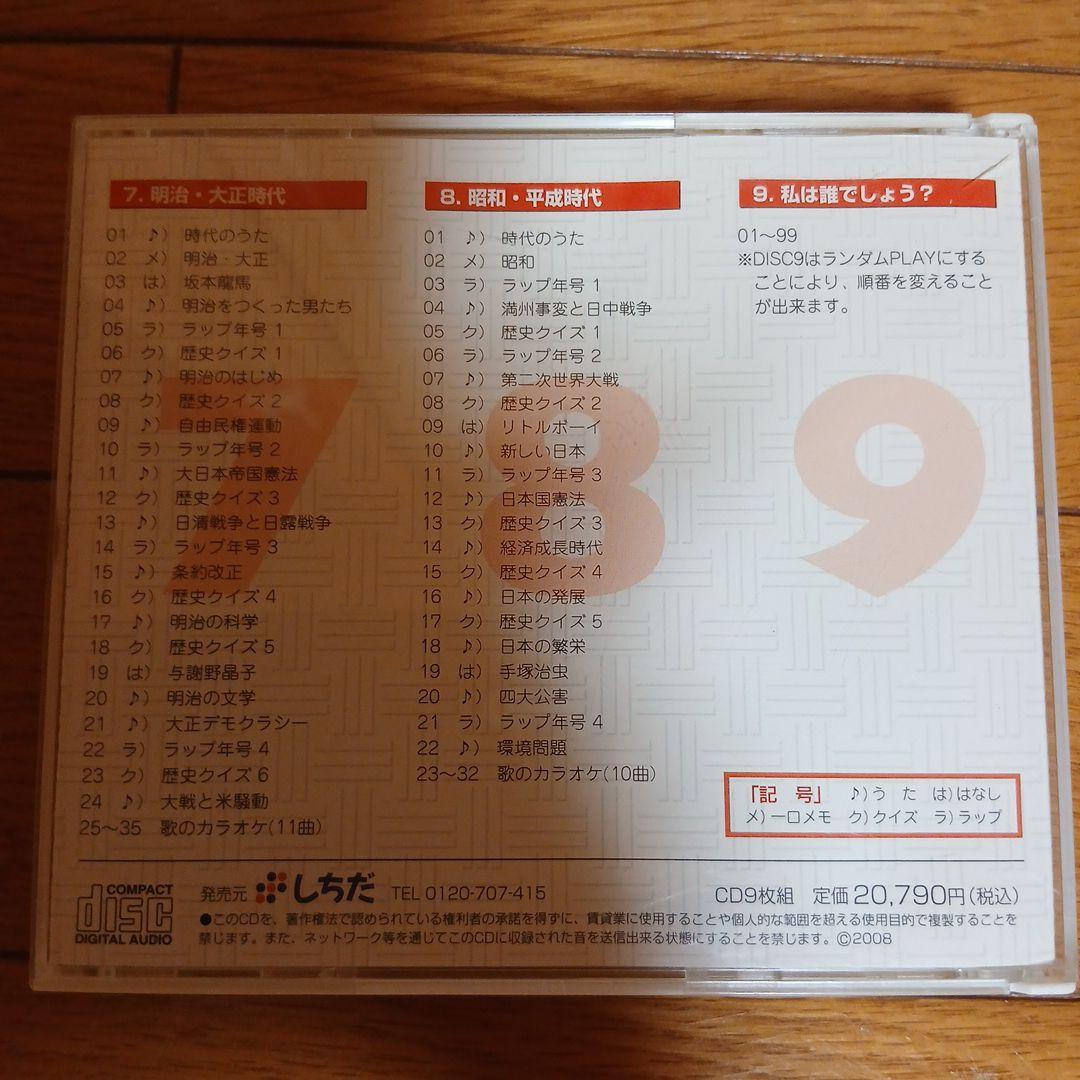 7. 明治・大正時代
01 ♪) 時代のうた
02 メ) 明治・大正
03 は) 坂本龍馬
04 ♪) 明治をつくった男たち
05 ラ) ラップ年号 1
06 ク) 歴史クイズ 1
07 ♪) 明治のはじめ
08 ク) 歴史クイズ 2
09 ♪) 自由民権運動
10 ラ) ラップ年号 2
11 ♪) 大日本帝国憲法
12 ク) 歴史クイズ 3
13 ♪) 日清戦争と日露戦争
14 ラ) ラップ年号 3
15 ♪) 条約改正
16 ク) 歴史クイズ 4
17 ♪) 明治の科学
18 ク) 歴史クイズ 5
19 は) 与謝野晶子
20 ♪) 明治の文学
21 ♪) 大正デモクラシー
22 ラ) ラップ年号 4
23 ク) 歴史クイズ 6
24 ♪) 大戦と米騒動
25〜35 歌のカラオケ(11曲)
8. 昭和・平成時代
01 ♪) 時代のうた
02 メ) 昭和
03 ラ) ラップ年号 1
04 ♪) 満州事変と日中戦争
05 ク) 歴史クイズ 1
06 ラ) ラップ年号 2
07 ♪) 第二次世界大戦
08 ク) 歴史クイズ 2
09 は) リトルボーイ
10 ♪) 新しい日本
11 ラ) ラップ年号 3
12 ♪) 日本国憲法
13 ク) 歴史クイズ 3
14 ♪) 経済成長時代
15 ク) 歴史クイズ 4
16 ♪) 日本の発展
17 ク) 歴史クイズ 5
18 ♪) 日本の繁栄
19 は) 手塚治虫
20 ♪) 四大公害
21 ラ) ラップ年号 4
22 ♪) 環境問題
23〜32 歌のカラオケ(10曲)
9. 私は誰でしょう？
01〜99
※DISC9はランダムPLAYにする
ことにより、順番を変えること
が出来ます。
7 8 9
「記 号」 ♪)う た は)はなし
メ)一口メモ ク)クイズ ラ)ラップ
COMPACT
disc
DIGITAL AUDIO
発売元 しちだ TEL 0120-707-415
CD9枚組 定価 20,790円(税込)
●このCDを、著作権法で認められている権利者の承諾を得ずに、賃貸業に使用することや個人的な範囲を超える使用目的で複製することを
禁じます。また、ネットワーク等を通じてこのCDに収録された音を送信出来る状態にすることを禁じます。©2008